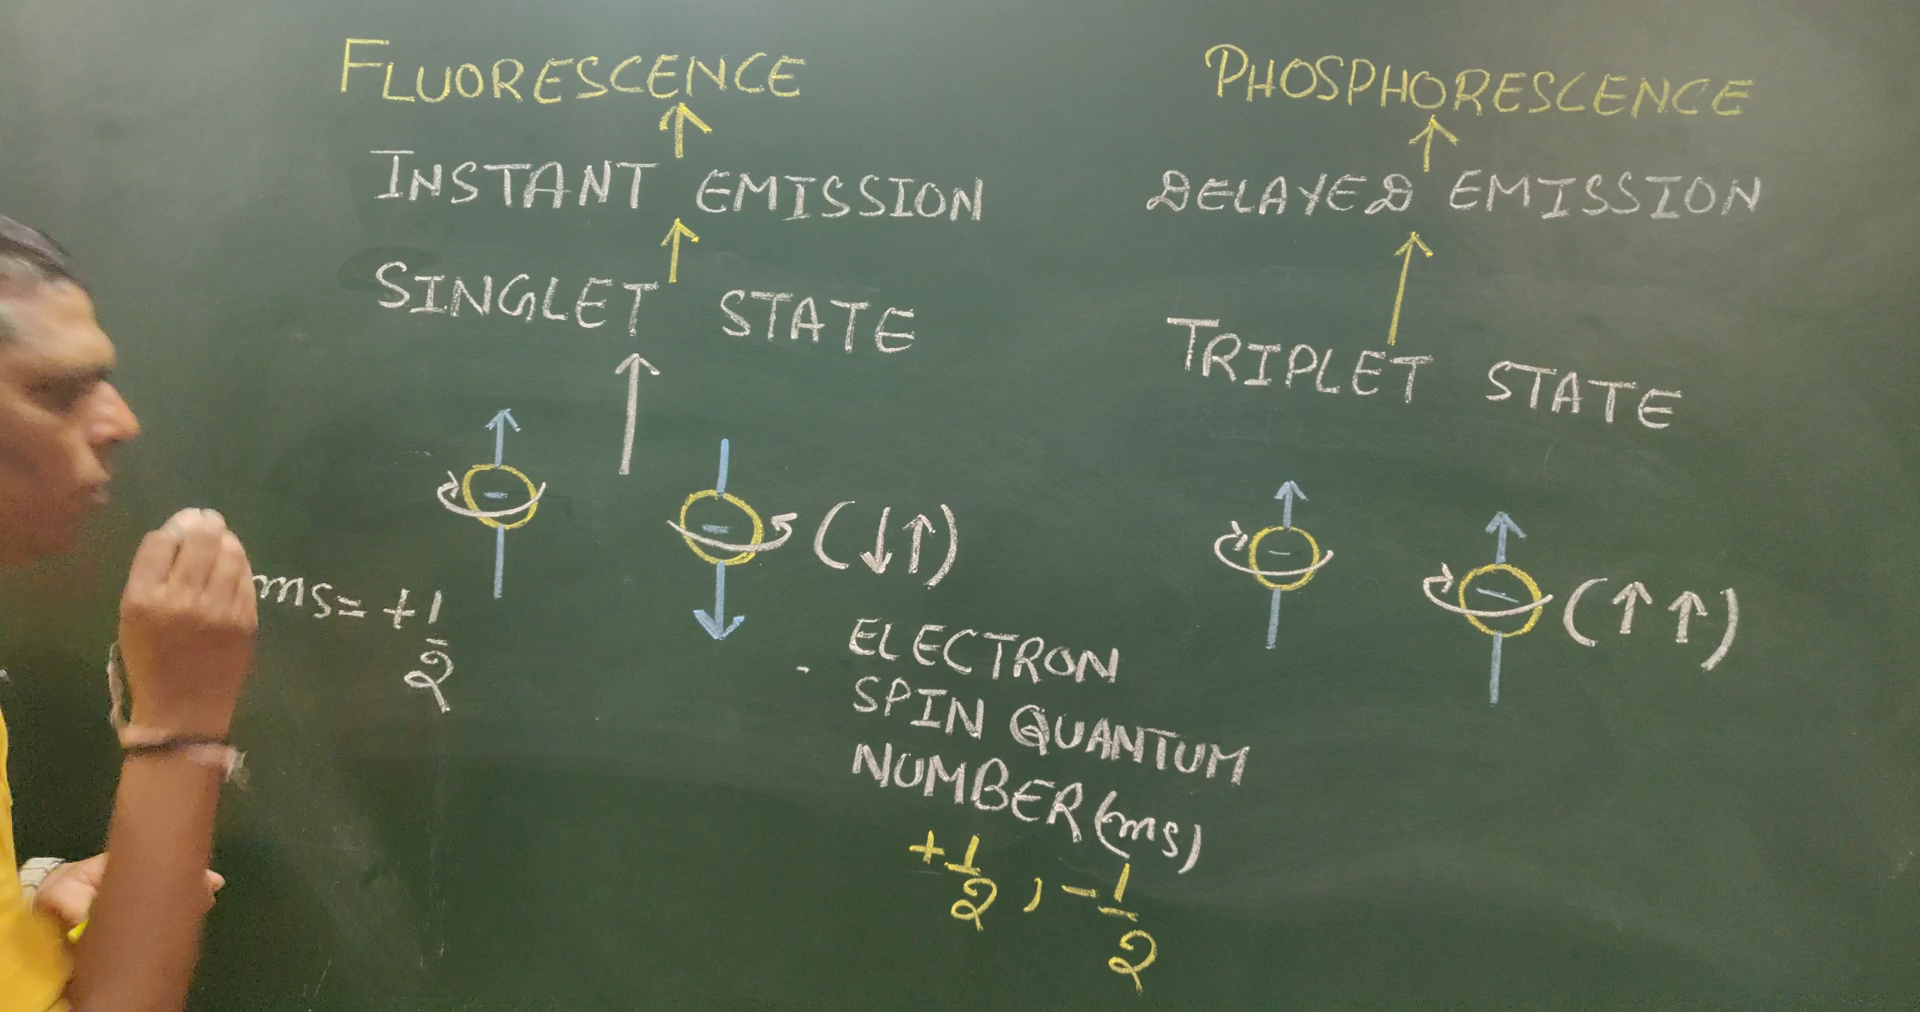 FLUORESCENCE
INSTANT EMISSION
SINGLET STATE
(↓↑)
ms = +1/2
PHOSPHORESCENCE
DELAYED EMISSION
TRIPLET STATE
(↑↑)
ELECTRON
SPIN QUANTUM
NUMBER (ms)
+1/2, -1/2